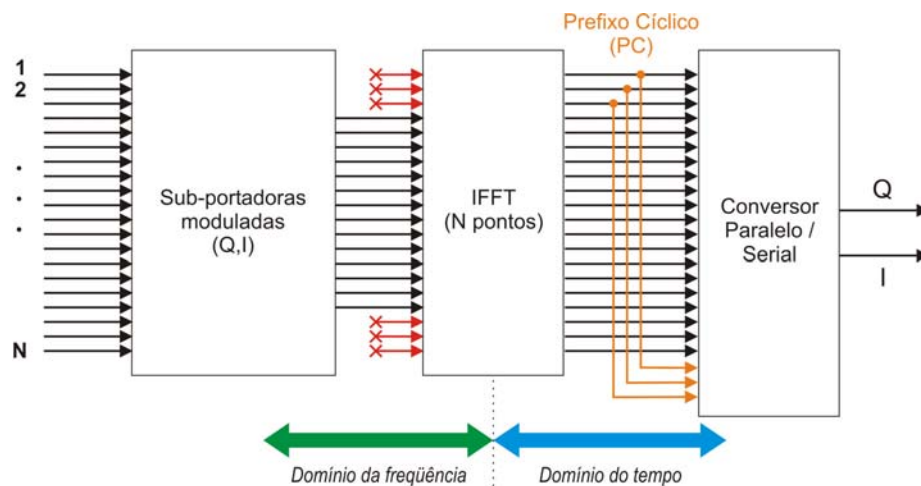 Prefixo Cíclico
(PC)
1
2
.
.
.
N
Sub-portadoras
moduladas
(Q,I)
IFFT
(N pontos)
Conversor
Paralelo /
Serial
Q
I
Domínio da freqüência
Domínio do tempo